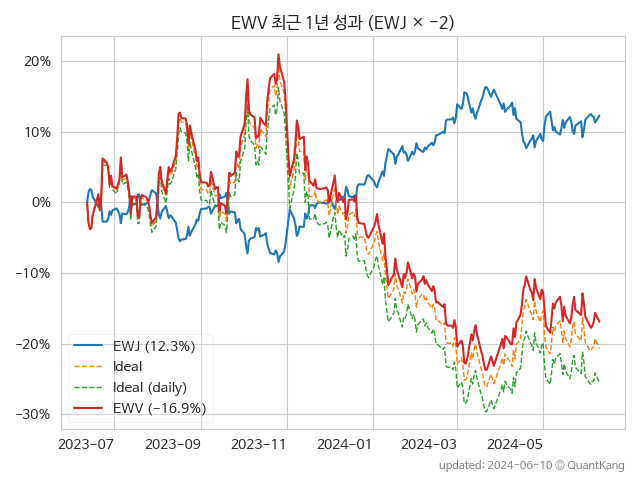 EWV 최근 1년 성과 (EWJ × −2)
20%
10%
0%
−10%
−20%
−30%
EWJ (12.3%)
Ideal
Ideal (daily)
EWV (−16.9%)
2023-07 2023-09 2023-11 2024-01 2024-03 2024-05
updated: 2024-06-10 © QuantKang